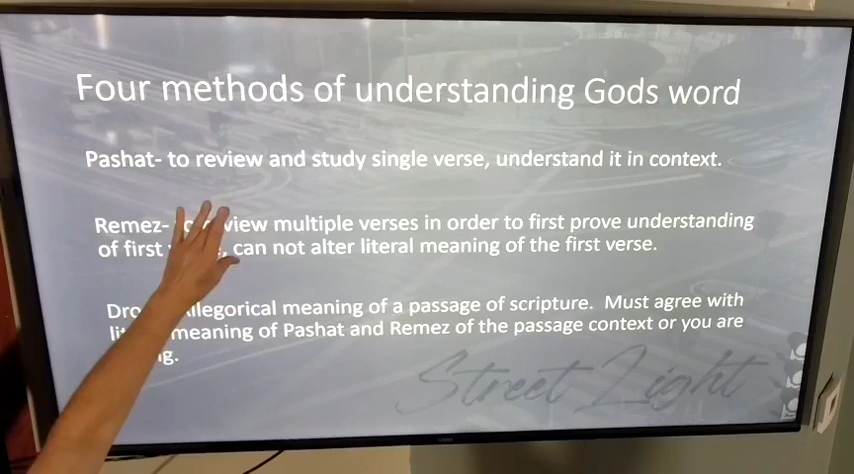 Four methods of understanding Gods word
Pashat- to review and study single verse, understand it in context.
Remez- view multiple verses in order to first prove understanding
of first can not alter literal meaning of the first verse.
llegorical meaning of a passage of scripture. Must agree with
meaning of Pashat and Remez of the passage context or you are
Street Light